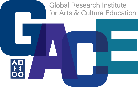 Global Research Institute
for Arts & Culture Education
GACE